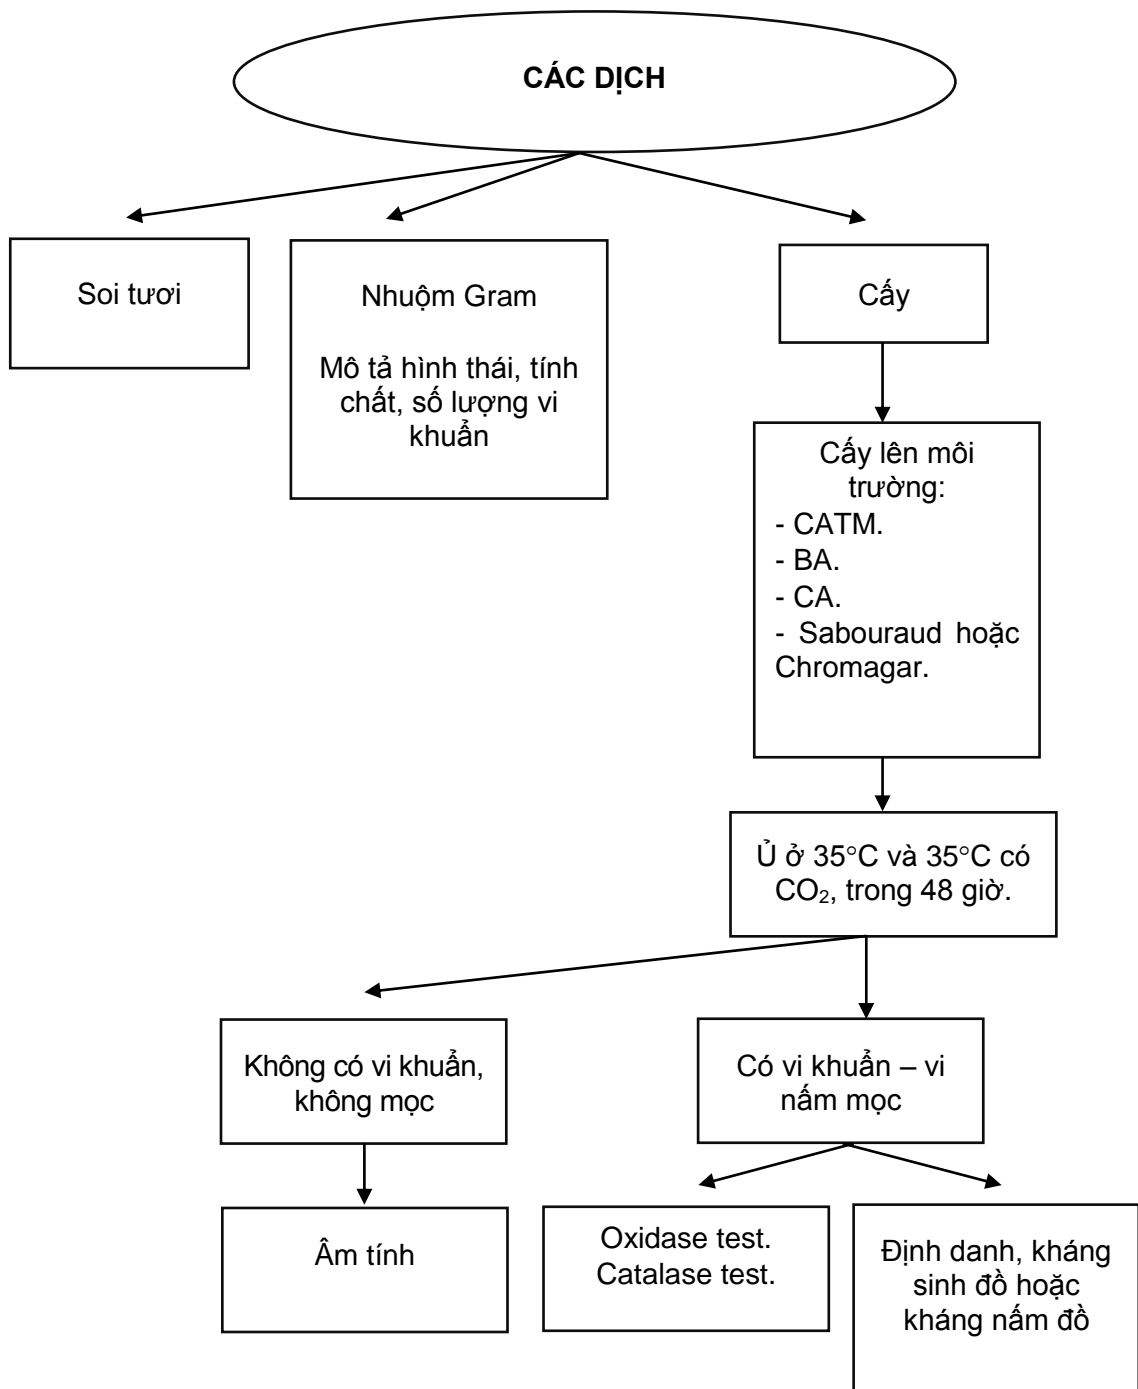 CÁC DỊCH
Soi tươi
Nhuộm Gram
Mô tả hình thái, tính
chất, số lượng vi
khuẩn
Cấy
Cấy lên môi
trường:
- CATM.
- BA.
- CA.
- Sabouraud hoặc
Chromagar.
Ủ ở 35°C và 35°C có
CO₂, trong 48 giờ.
Không có vi khuẩn,
không mọc
Có vi khuẩn – vi
nấm mọc
Âm tính
Oxidase test.
Catalase test.
Định danh, kháng
sinh đồ hoặc
kháng nấm đồ